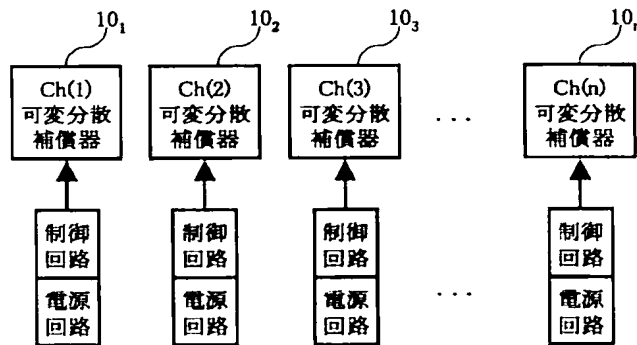 10₁ 10₂ 10₃ 10ₙ
Ch(1) Ch(2) Ch(3) Ch(n)
可変分散 可変分散 可変分散 可変分散
補償器 補償器 補償器 ... 補償器
制御 制御 制御 制御
回路 回路 回路 回路
電源 電源 電源 ... 電源
回路 回路 回路 回路